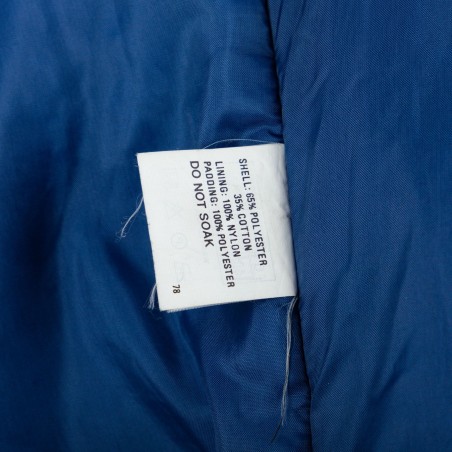 SHELL: 65% POLYESTER
35% COTTON
LINING: 100% NYLON
PADDING: 100% POLYESTER
DO NOT SOAK
78